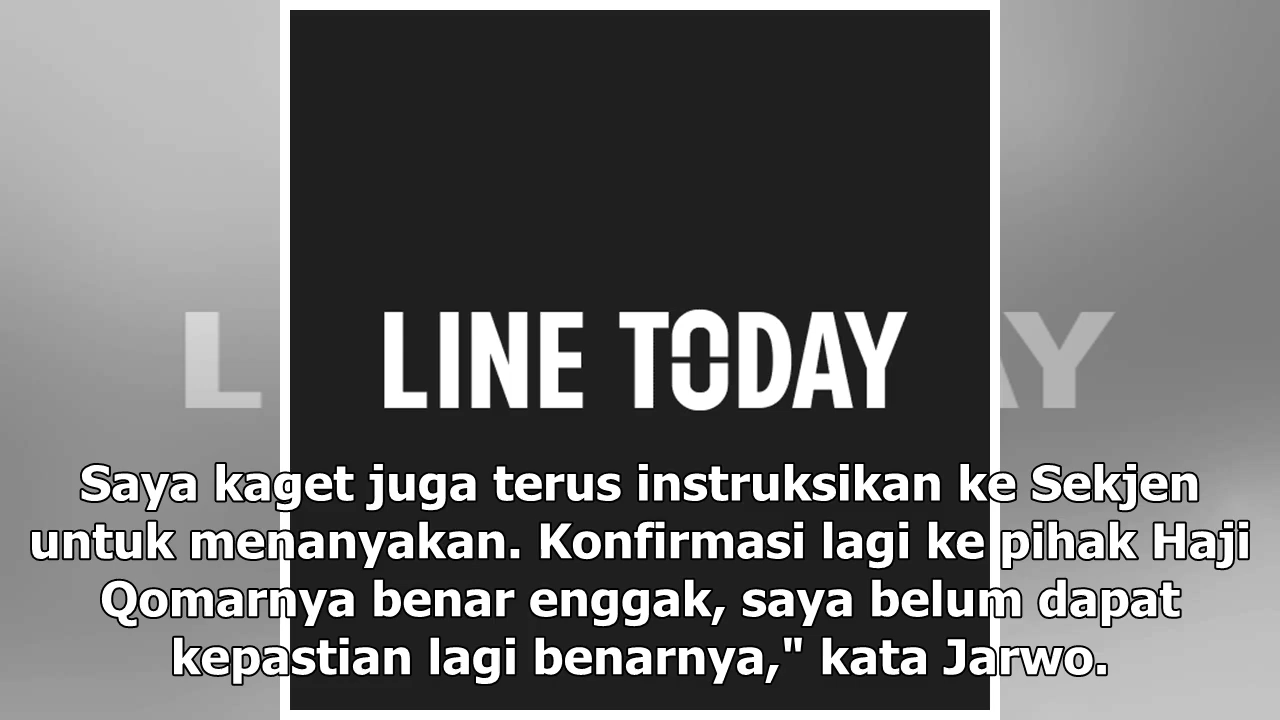 LINE TODAY
L AY
Saya kaget juga terus instruksikan ke Sekjen
untuk menanyakan. Konfirmasi lagi ke pihak Haji
Qomarnya benar enggak, saya belum dapat
kepastian lagi benarnya," kata Jarwo.